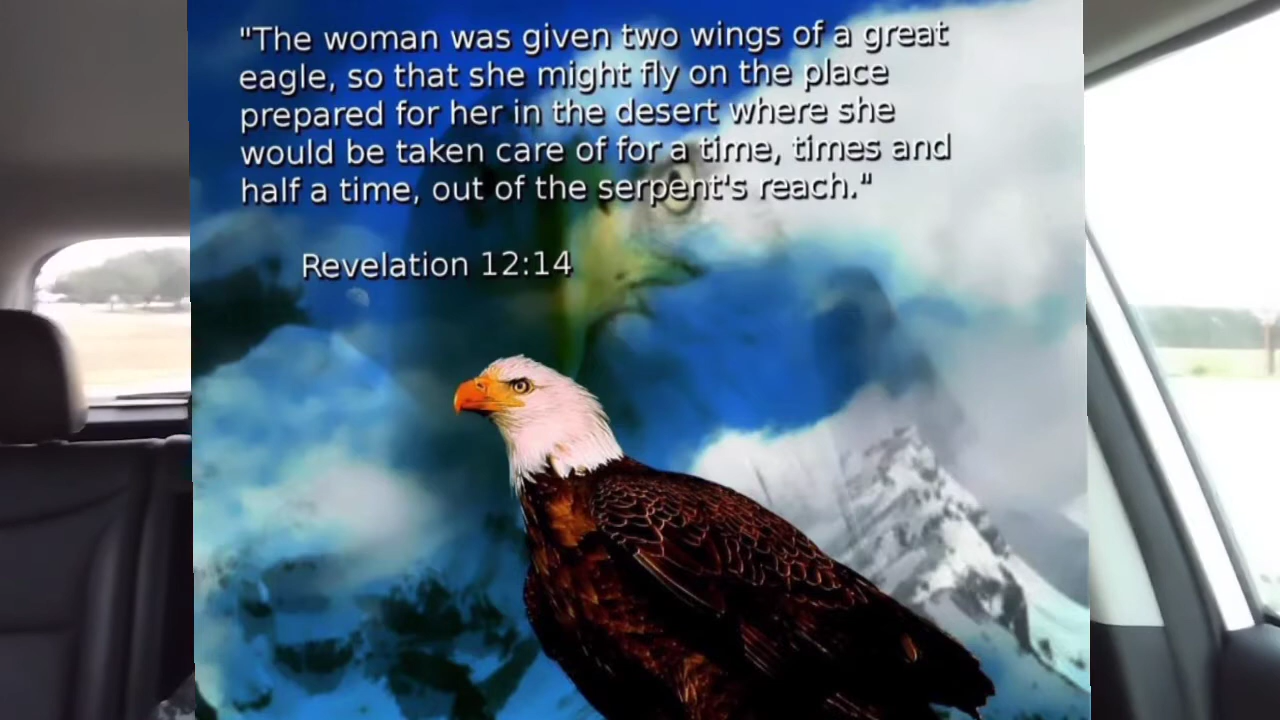 "The woman was given two wings of a great
eagle, so that she might fly on the place
prepared for her in the desert where she
would be taken care of for a time, times and
half a time, out of the serpent's reach."
Revelation 12:14